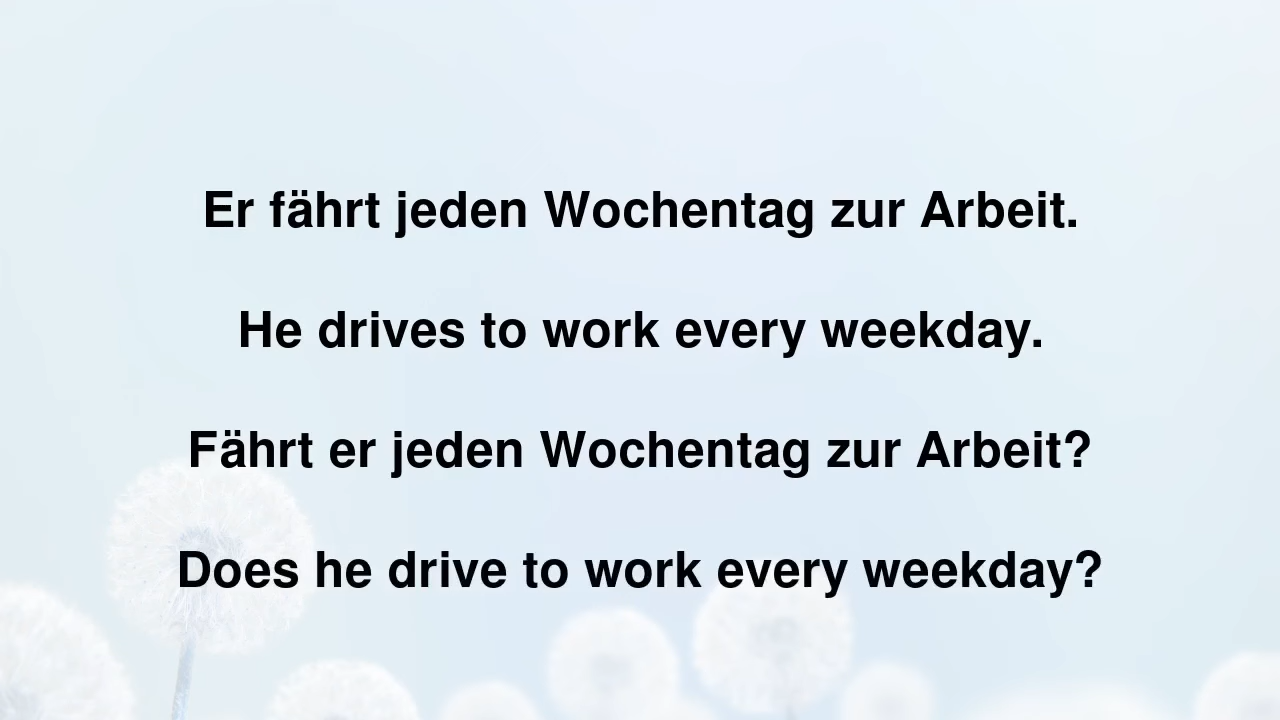 Er fährt jeden Wochentag zur Arbeit.
He drives to work every weekday.
Fährt er jeden Wochentag zur Arbeit?
Does he drive to work every weekday?